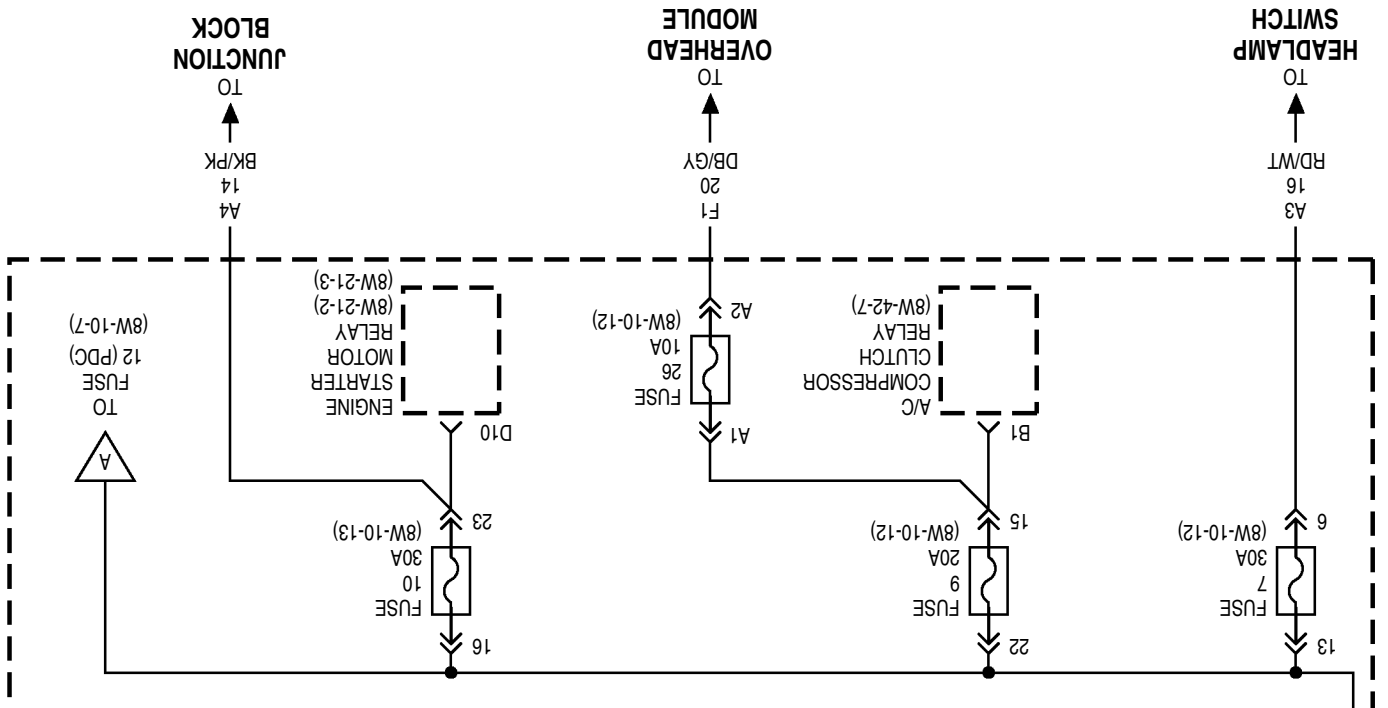 13
FUSE
7
30A
(8W-10-12)
6
A3
16
RD/WT
TO
HEADLAMP
SWITCH
22
FUSE
9
20A
(8W-10-12)
15
B1
A/C
COMPRESSOR
CLUTCH
RELAY
(8W-42-7)
A1
FUSE
26
10A
(8W-10-12)
A2
F1
20
DB/GY
TO
OVERHEAD
MODULE
16
FUSE
10
30A
(8W-10-13)
23
D10
ENGINE
STARTER
MOTOR
RELAY
(8W-21-2)
(8W-21-3)
A4
14
BK/PK
TO
JUNCTION
BLOCK
A
TO
FUSE
12 (PDC)
(8W-10-7)